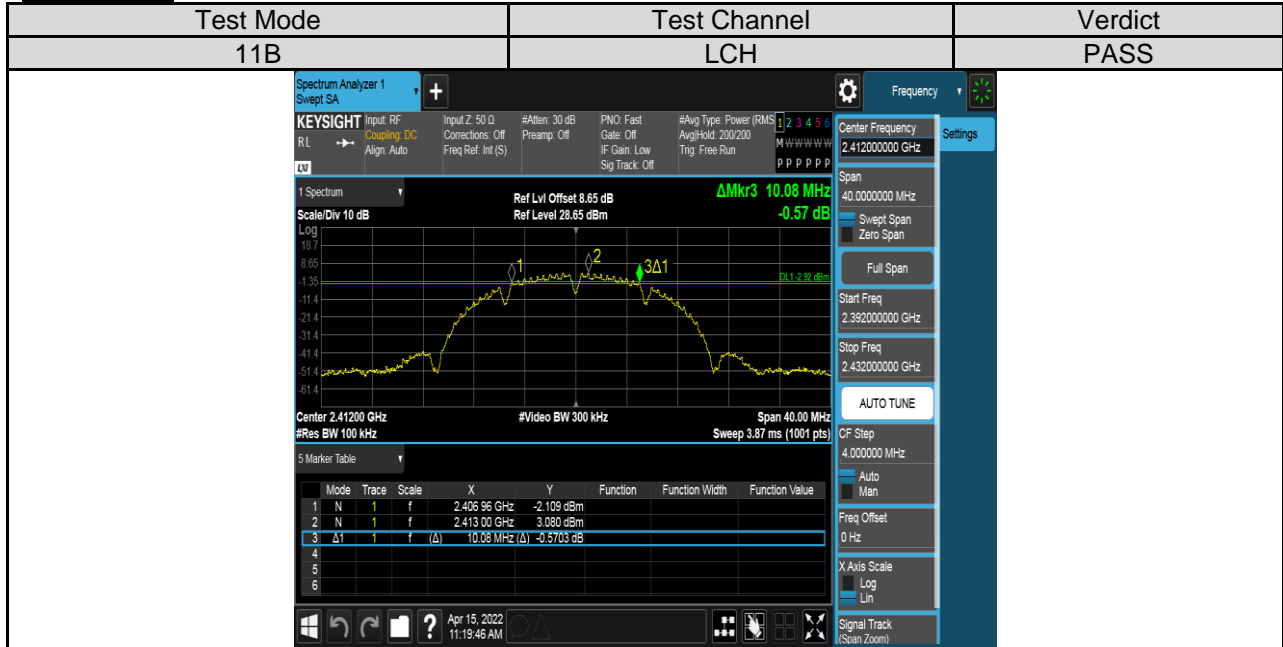 Test Mode Test Channel Verdict
11B LCH PASS
Spectrum Analyzer 1
Swept SA
+
Frequency
KEYSIGHT Input: RF Input Z: 50 Ω #Atten: 30 dB PNO: Fast #Avg Type: Power (RMS 1 2 3 4 5 6
RL Coupling: DC Corrections: Off Preamp: Off Gate: Off Avg|Hold: 200/200 M W W W W W
Align: Auto Freq Ref: Int (S) IF Gain: Low Trig: Free Run
Sig Track: Off P P P P P P
LXI
Center Frequency
2.412000000 GHz
Settings
Span
40.0000000 MHz
Swept Span
Zero Span
Full Span
Start Freq
2.392000000 GHz
Stop Freq
2.432000000 GHz
AUTO TUNE
CF Step
4.000000 MHz
Auto
Man
Freq Offset
0 Hz
X Axis Scale
Log
Lin
Signal Track
(Span Zoom)
1 Spectrum
Scale/Div 10 dB
Ref Lvl Offset 8.65 dB
Ref Level 28.65 dBm
ΔMkr3 10.08 MHz
-0.57 dB
Log
18.7
8.65
-1.35
-11.4
-21.4
-31.4
-41.4
-51.4
-61.4
1
2
3Δ1
DL1 -2.92 dBm
Center 2.41200 GHz #Video BW 300 kHz Span 40.00 MHz
#Res BW 100 kHz Sweep 3.87 ms (1001 pts)
5 Marker Table
Mode Trace Scale X Y Function Function Width Function Value
1 N 1 f 2.406 96 GHz -2.109 dBm
2 N 1 f 2.413 00 GHz 3.080 dBm
3 Δ1 1 f (Δ) 10.08 MHz (Δ) -0.5703 dB
4
5
6
?
Apr 15, 2022
11:19:46 AM